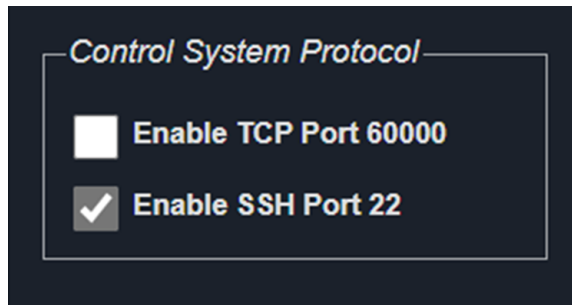 Control System Protocol
Enable TCP Port 60000
Enable SSH Port 22